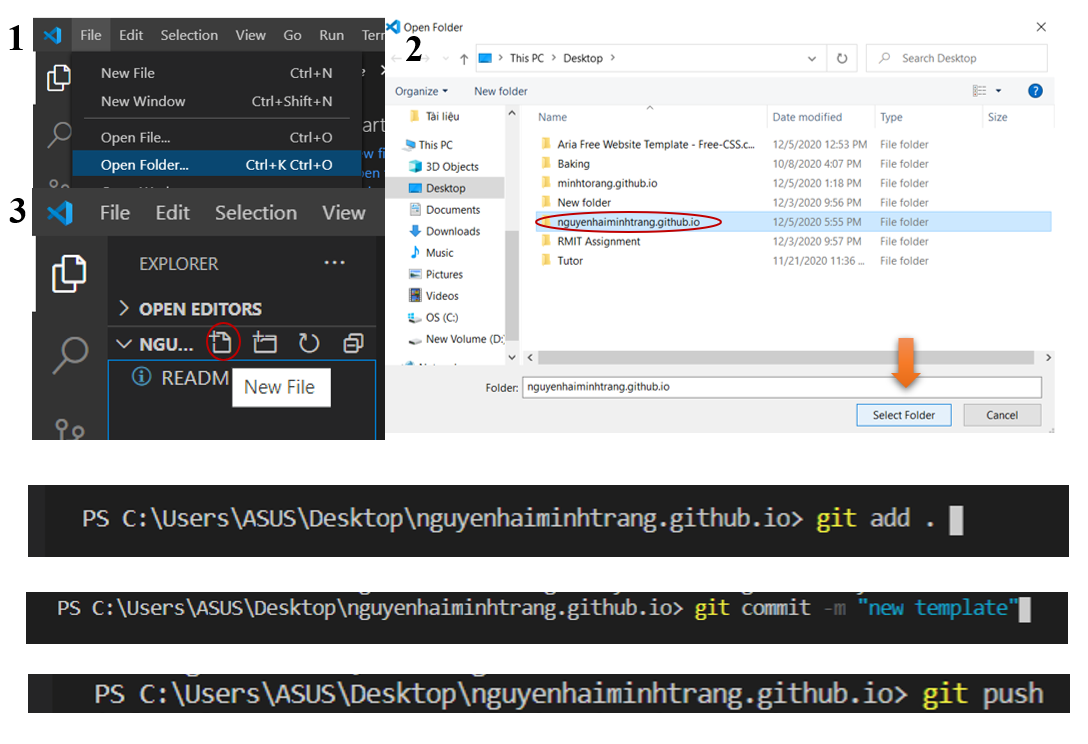 1
File Edit Selection View Go Run
New File Ctrl+N
New Window Ctrl+Shift+N
Open File... Ctrl+O
Open Folder... Ctrl+K Ctrl+O
2
Open Folder
This PC > Desktop >
Search Desktop
Organize New folder
Tài liệu
This PC
3D Objects
Desktop
Documents
Downloads
Music
Pictures
Videos
OS (C:)
New Volume (D:
Name Date modified Type Size
Aria Free Website Template - Free-CSS.c... 12/5/2020 12:53 PM File folder
Baking 10/8/2020 4:07 PM File folder
minhtorang.github.io 12/5/2020 1:18 PM File folder
New folder 12/3/2020 9:56 PM File folder
nguyenhaiminhtrang.github.io 12/5/2020 5:55 PM File folder
RMIT Assignment 12/3/2020 9:57 PM File folder
Tutor 11/21/2020 11:36 ... File folder
Folder: nguyenhaiminhtrang.github.io
Select Folder Cancel
3
File Edit Selection View
EXPLORER ...
> OPEN EDITORS
NGU...
READM
New File
PS C:\Users\ASUS\Desktop\nguyenhaiminhtrang.github.io> git add .
PS C:\Users\ASUS\Desktop\nguyenhaiminhtrang.github.io> git commit -m "new template"
PS C:\Users\ASUS\Desktop\nguyenhaiminhtrang.github.io> git push